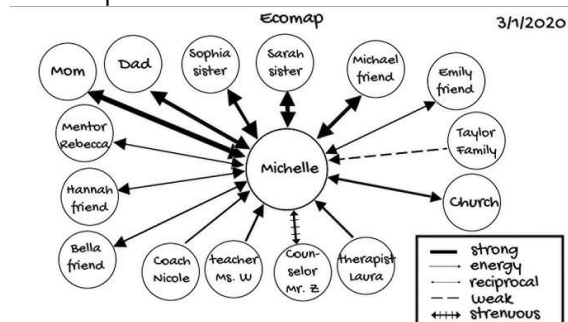 Ecomap
3/1/2020
Mom
Dad
Sophia
sister
Sarah
sister
Michael
friend
Emily
friend
Mentor
Rebecca
Taylor
Family
Michelle
Hannah
friend
Church
Bella
friend
Coach
Nicole
teacher
Ms. W
Coun-
selor
Mr. Z
therapist
Laura
strong
energy
reciprocal
weak
strenuous